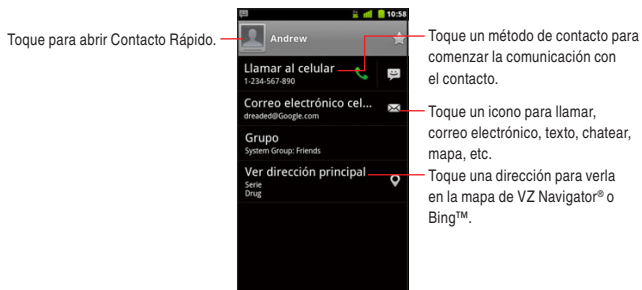 10:58
Toque para abrir Contacto Rápido.
Andrew
Toque un método de contacto para
comenzar la comunicación con
el contacto.
Llamar al celular
1-234-567-890
Correo electrónico cel...
dreaded@Google.com
Toque un icono para llamar,
correo electrónico, texto, chatear,
mapa, etc.
Grupo
System Group: Friends
Ver dirección principal
Serie
Drug
Toque una dirección para verla
en la mapa de VZ Navigator® o
Bing™.